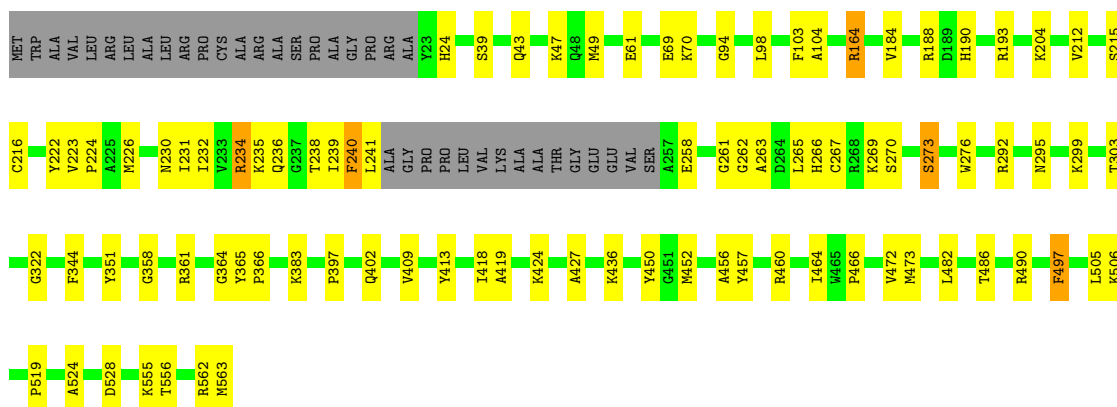 MET TRP ALA VAL LEU ARG LEU ALA LEU ARG PRO CYS ALA ARG ALA SER PRO ALA GLY PRO ARG ALA Y23 H24 S39 Q43 K47 Q48 M49 E61 E69 K70 G94 L98 F103 A104 R164 V184 R188 D189 H190 R193 K204 V212 S215
C216 Y222 V223 P224 A225 M226 N230 I231 I232 V233 R234 K235 Q236 G237 T238 I239 F240 L241 ALA GLY PRO PRO LEU VAL LYS ALA ALA THR GLY GLU GLU VAL SER A257 E258 G261 G262 A263 D264 L265 H266 C267 R268 K269 S270 S273 W276 R292 N295 K299 T303
G322 F344 Y351 G358 R361 G364 Y365 P366 K383 P397 Q402 V409 Y413 I418 A419 K424 A427 K436 Y450 G451 M452 A456 Y457 R460 I464 W465 P466 V472 M473 L482 T486 R490 F497 L505 K506
P519 A524 D528 K555 T556 R562 M563